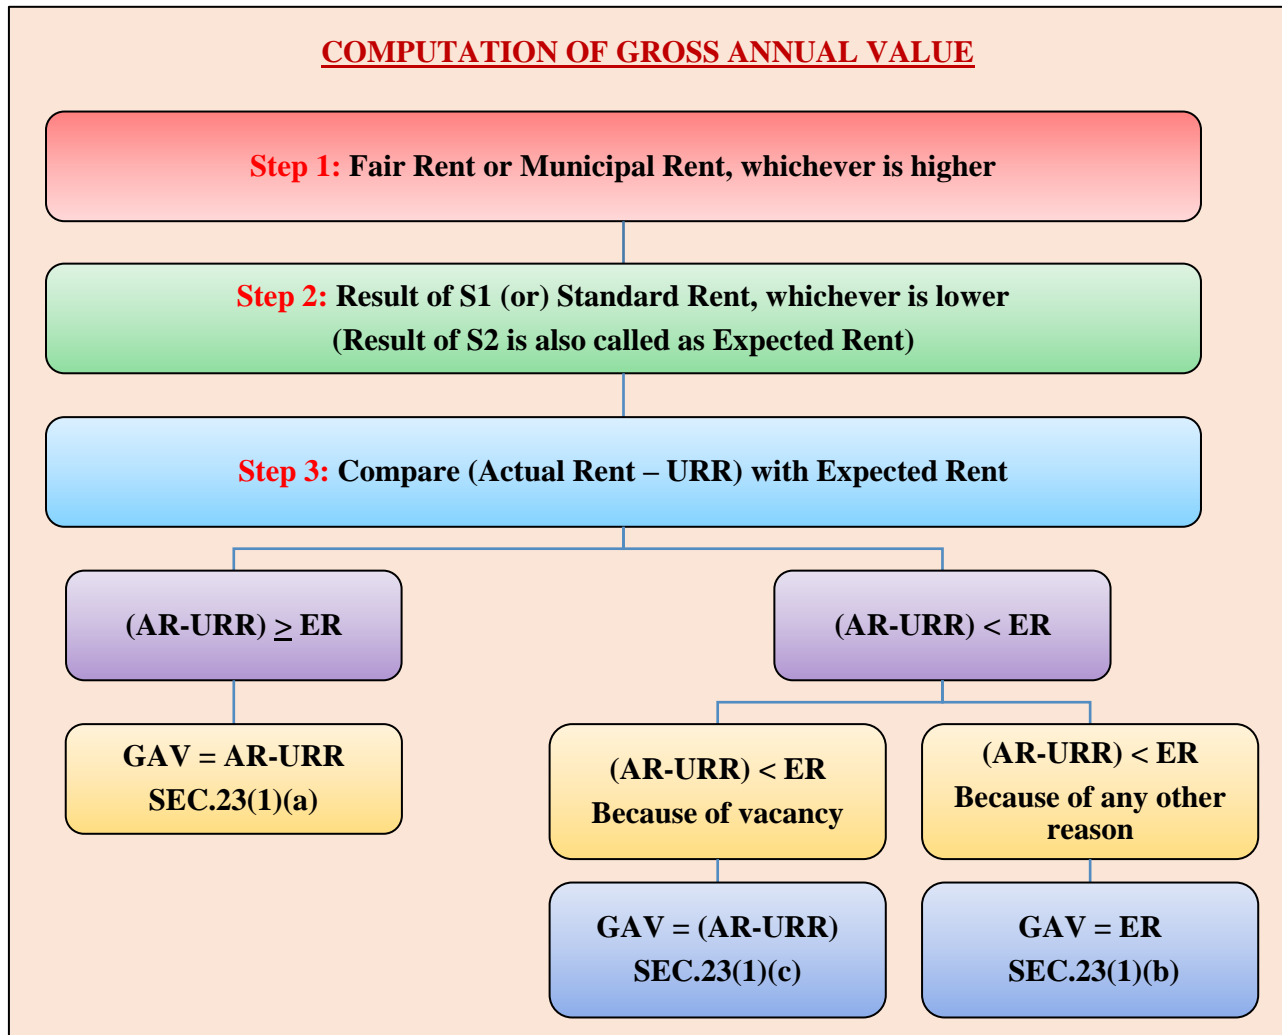 COMPUTATION OF GROSS ANNUAL VALUE
Step 1: Fair Rent or Municipal Rent, whichever is higher
Step 2: Result of S1 (or) Standard Rent, whichever is lower
(Result of S2 is also called as Expected Rent)
Step 3: Compare (Actual Rent – URR) with Expected Rent
(AR-URR) ≥ ER
(AR-URR) < ER
GAV = AR-URR
SEC.23(1)(a)
(AR-URR) < ER
Because of vacancy
(AR-URR) < ER
Because of any other
reason
GAV = (AR-URR)
SEC.23(1)(c)
GAV = ER
SEC.23(1)(b)